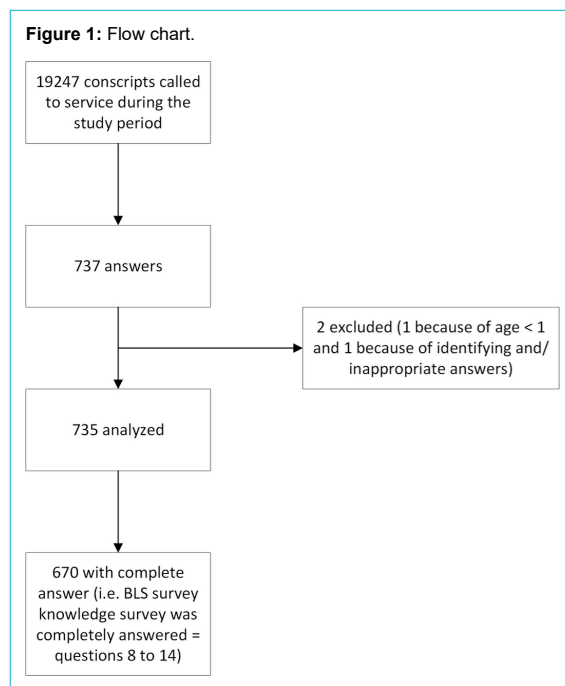 Figure 1: Flow chart.
19247 conscripts called
to service during the
study period
737 answers
2 excluded (1 because of age < 1
and 1 because of identifying and/
inappropriate answers)
735 analyzed
670 with complete
answer (i.e. BLS survey
knowledge survey was
completely answered =
questions 8 to 14)